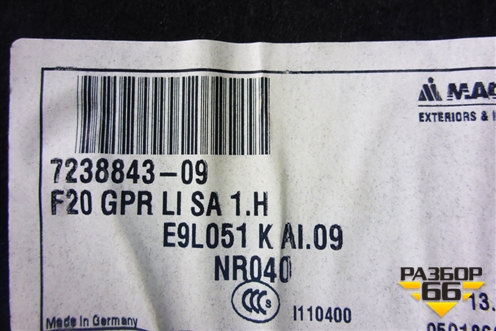 MAG
EXTERIORS &
7238843-09
F20 GPR LI SA 1.H
E9L051 K AI.09
NR040
CCC S
I110400
Made in Germany
13.
РАЗБОР
66